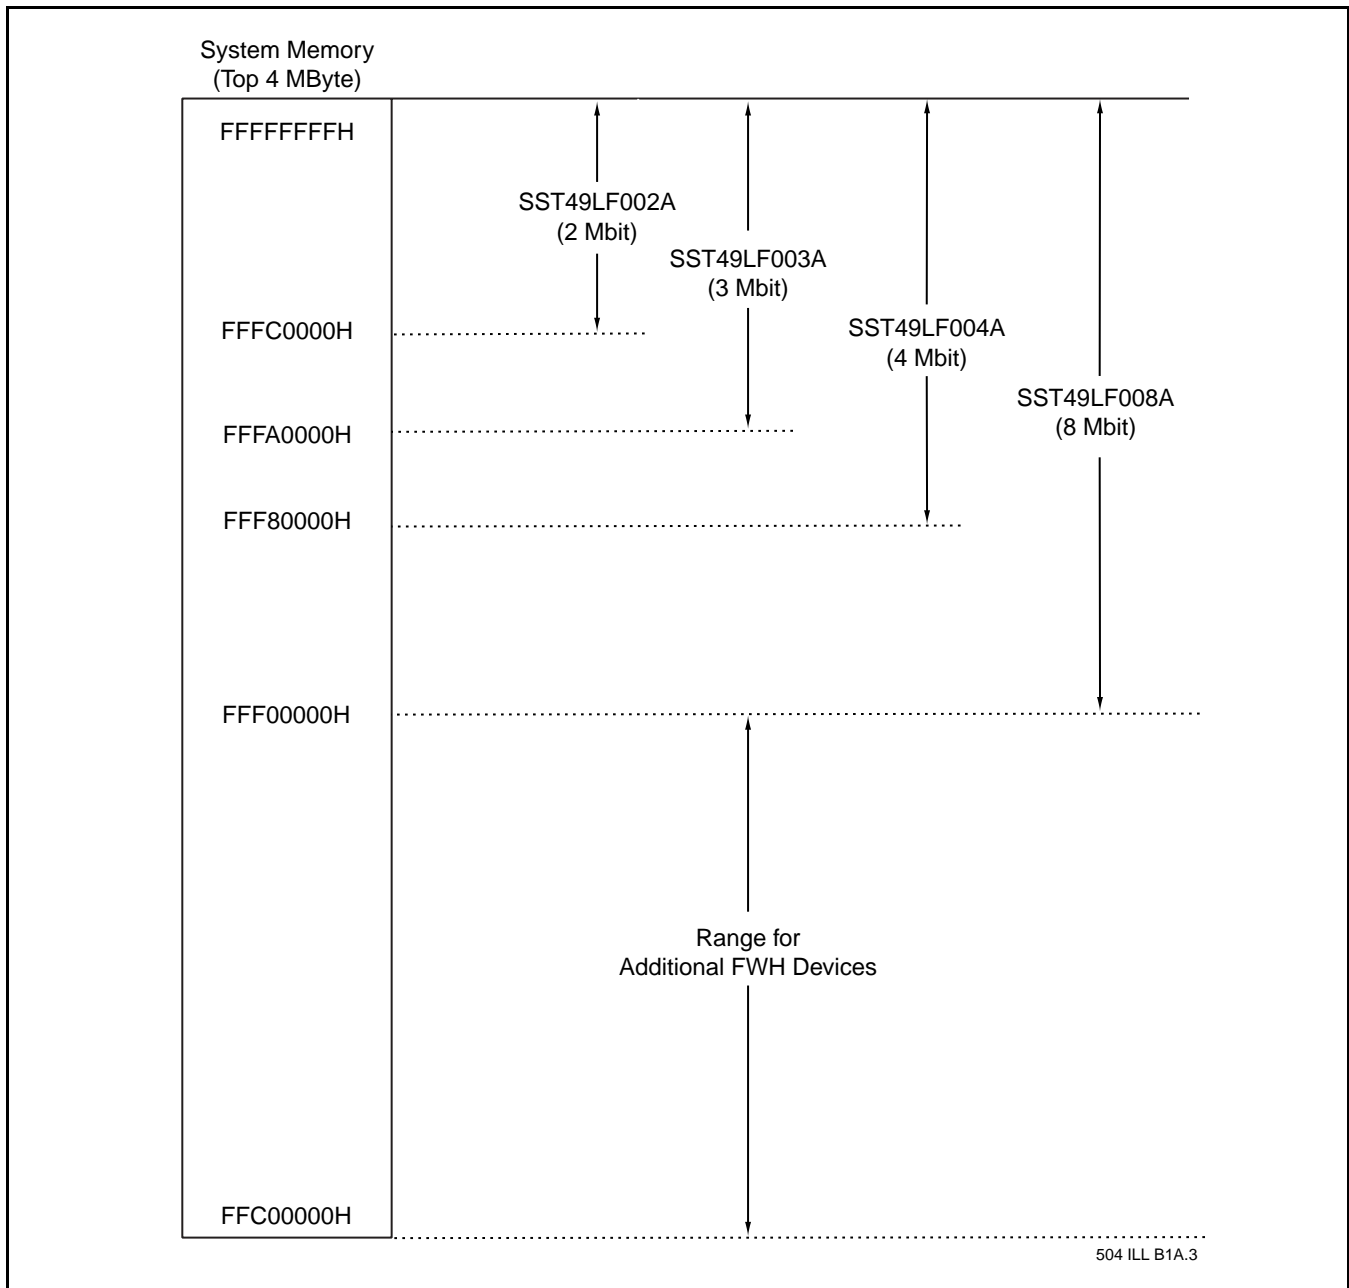 System Memory
(Top 4 MByte)
FFFFFFFFH
SST49LF002A
(2 Mbit)
SST49LF003A
(3 Mbit)
FFFC0000H
SST49LF004A
(4 Mbit)
SST49LF008A
(8 Mbit)
FFFA0000H
FFF80000H
FFF00000H
Range for
Additional FWH Devices
FFC00000H
504 ILL B1A.3